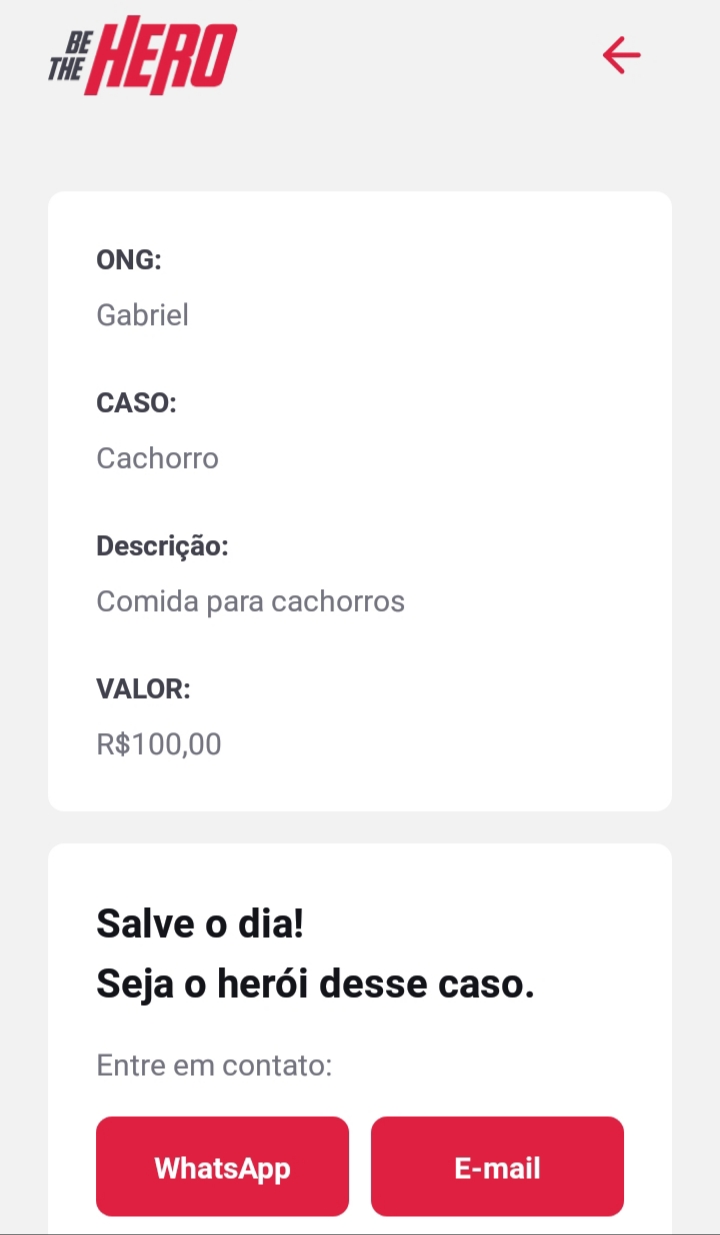 BE
THE HERO
ONG:
Gabriel
CASO:
Cachorro
Descrição:
Comida para cachorros
VALOR:
R$100,00
Salve o dia!
Seja o herói desse caso.
Entre em contato:
WhatsApp
E-mail